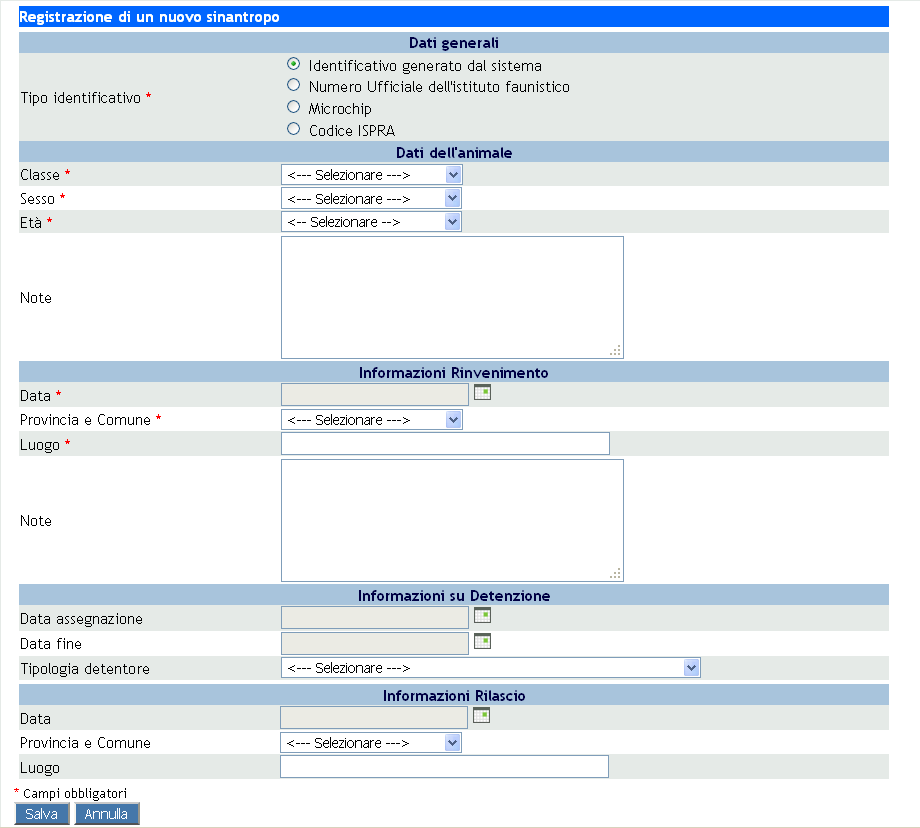 Registrazione di un nuovo sinantropo
Dati generali
Tipo identificativo *
Identificativo generato dal sistema
Numero Ufficiale dell'istituto faunistico
Microchip
Codice ISPRA
Dati dell'animale
Classe * <--- Selezionare --->
Sesso * <--- Selezionare --->
Età * <-- Selezionare -->
Note
Informazioni Rinvenimento
Data *
Provincia e Comune * <--- Selezionare --->
Luogo *
Note
Informazioni su Detenzione
Data assegnazione
Data fine
Tipologia detentore <--- Selezionare --->
Informazioni Rilascio
Data
Provincia e Comune <--- Selezionare --->
Luogo
* Campi obbligatori
Salva Annulla